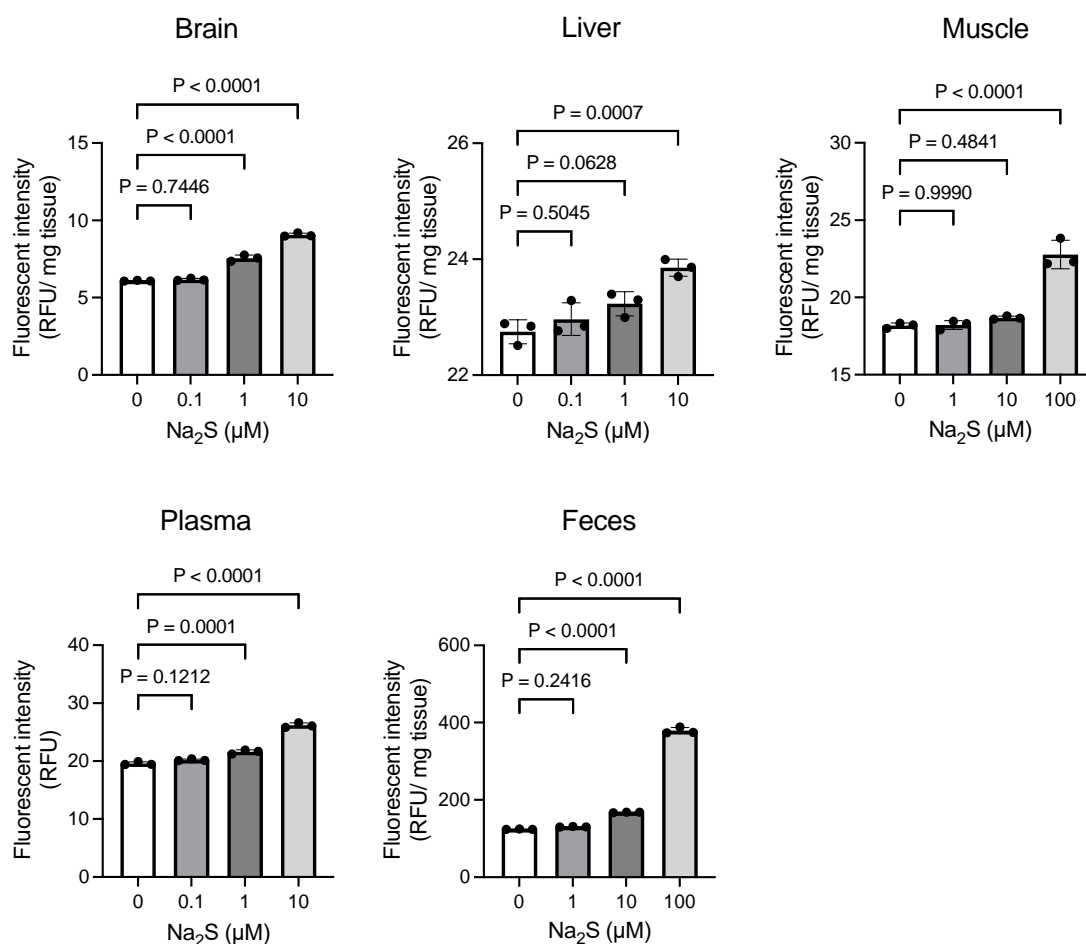 Brain
P < 0.0001
P < 0.0001
P = 0.7446
Fluorescent intensity
(RFU/ mg tissue)
15
10
5
0
0 0.1 1 10
Na₂S (µM)
Liver
P = 0.0007
P = 0.0628
P = 0.5045
Fluorescent intensity
(RFU/ mg tissue)
26
24
22
0 0.1 1 10
Na₂S (µM)
Muscle
P < 0.0001
P = 0.4841
P = 0.9990
Fluorescent intensity
(RFU/ mg tissue)
30
25
20
15
0 1 10 100
Na₂S (µM)
Plasma
P < 0.0001
P = 0.0001
P = 0.1212
Fluorescent intensity
(RFU)
40
30
20
10
0
0 0.1 1 10
Na₂S (µM)
Feces
P < 0.0001
P < 0.0001
P = 0.2416
Fluorescent intensity
(RFU/ mg tissue)
600
400
200
0
0 1 10 100
Na₂S (µM)